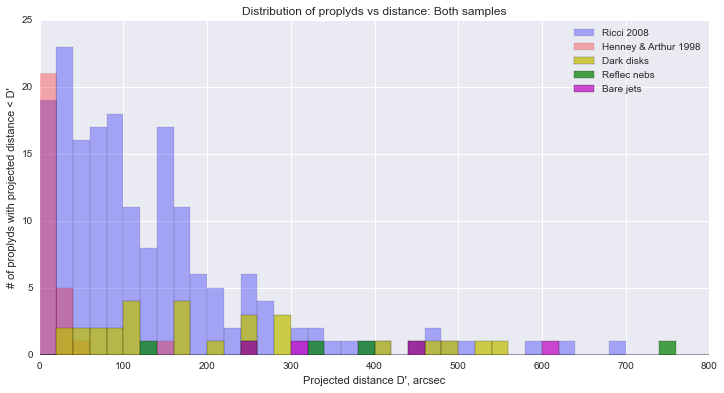 Distribution of proplyds vs distance: Both samples
25
20
15
10
5
0
# of proplyds with projected distance < D'
Ricci 2008
Henney & Arthur 1998
Dark disks
Reflec nebs
Bare jets
0 100 200 300 400 500 600 700 800
Projected distance D', arcsec